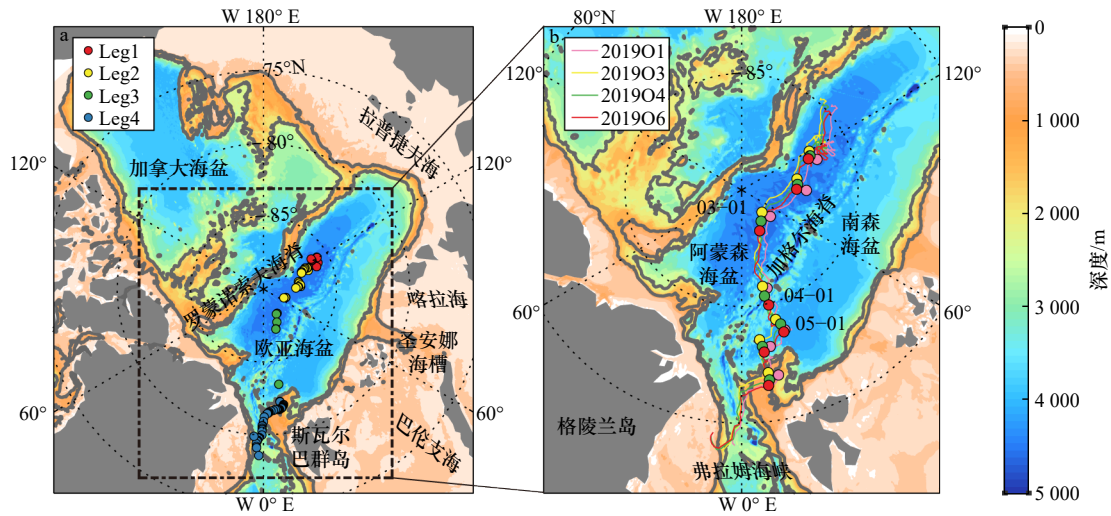 W 180° E
a
Leg1
Leg2
Leg3
Leg4
75°N
拉普捷夫海
80°
120°
120°
加拿大海盆
85°
罗蒙诺索夫海脊
喀拉海
圣安娜
海槽
欧亚海盆
60°
60°
斯瓦尔
巴群岛
巴伦支海
W 0° E
80°N
W 180° E
b
2019O1
2019O3
2019O4
2019O6
85°
120°
120°
03−01
阿蒙森
海盆
加格尔海脊
南森
海盆
04−01
05−01
60°
60°
格陵兰岛
弗拉姆海峡
W 0° E
0
1 000
2 000
3 000
4 000
5 000
深度/m